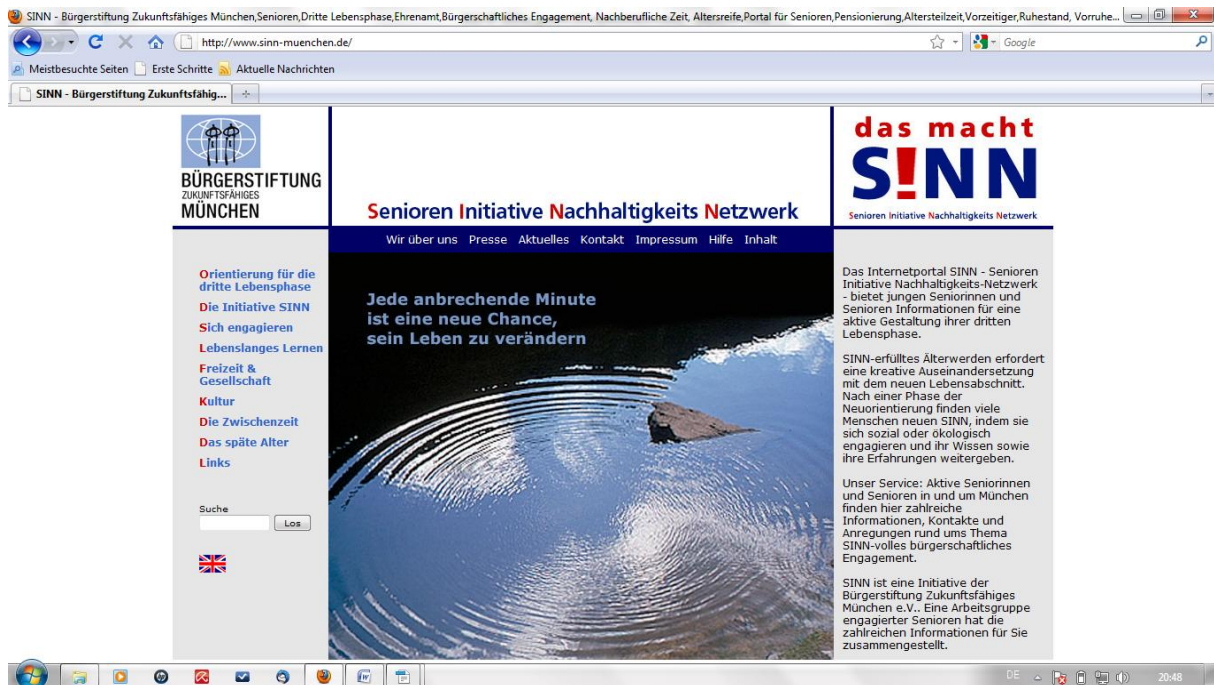 SINN - Bürgerstiftung Zukunftsfähiges München,Senioren,Dritte Lebensphase,Ehrenamt,Bürgerschaftliches Engagement, Nachberufliche Zeit, Altersreife,Portal für Senioren,Pensionierung,Altersteilzeit,Vorzeitiger,Ruhestand, Vorruhe...
http://www.sinn-muenchen.de/
Google
Meistbesuchte Seiten Erste Schritte Aktuelle Nachrichten
SINN - Bürgerstiftung Zukunftsfähig...
BÜRGERSTIFTUNG
ZUKUNFTSFÄHIGES
MÜNCHEN
Senioren Initiative Nachhaltigkeits Netzwerk
das macht
S!NN
Senioren Initiative Nachhaltigkeits Netzwerk
Wir über uns Presse Aktuelles Kontakt Impressum Hilfe Inhalt
Orientierung für die
dritte Lebensphase
Die Initiative SINN
Sich engagieren
Lebenslanges Lernen
Freizeit &
Gesellschaft
Kultur
Die Zwischenzeit
Das späte Alter
Links
Suche
Los
Jede anbrechende Minute
ist eine neue Chance,
sein Leben zu verändern
Das Internetportal SINN - Senioren
Initiative Nachhaltigkeits-Netzwerk
- bietet jungen Seniorinnen und
Senioren Informationen für eine
aktive Gestaltung ihrer dritten
Lebensphase.
SINN-erfülltes Älterwerden erfordert
eine kreative Auseinandersetzung
mit dem neuen Lebensabschnitt.
Nach einer Phase der
Neuorientierung finden viele
Menschen neuen SINN, indem sie
sich sozial oder ökologisch
engagieren und ihr Wissen sowie
ihre Erfahrungen weitergeben.
Unser Service: Aktive Seniorinnen
und Senioren in und um München
finden hier zahlreiche
Informationen, Kontakte und
Anregungen rund ums Thema
SINN-volles bürgerschaftliches
Engagement.
SINN ist eine Initiative der
Bürgerstiftung Zukunftsfähiges
München e.V.. Eine Arbeitsgruppe
engagierter Senioren hat die
zahlreichen Informationen für Sie
zusammengestellt.
DE
20:48